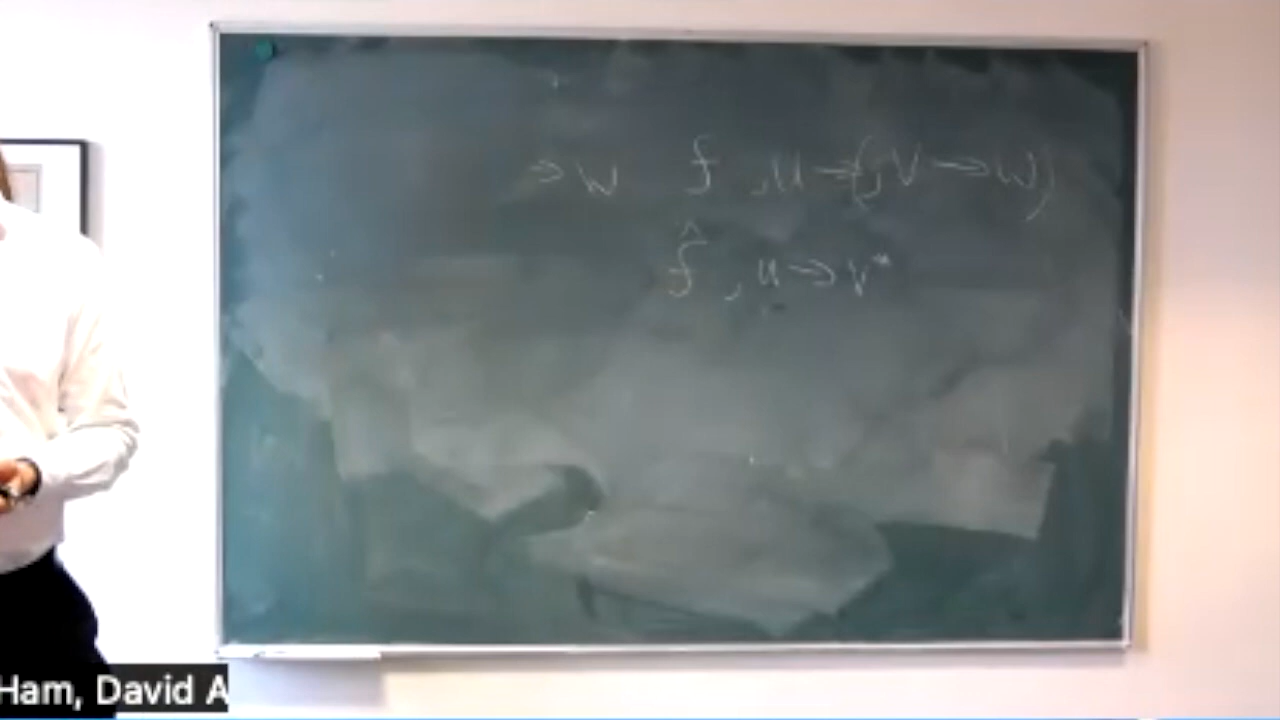 ⇒ W f , U → (, V → W)
f̂ , U → V*
Ham, David A